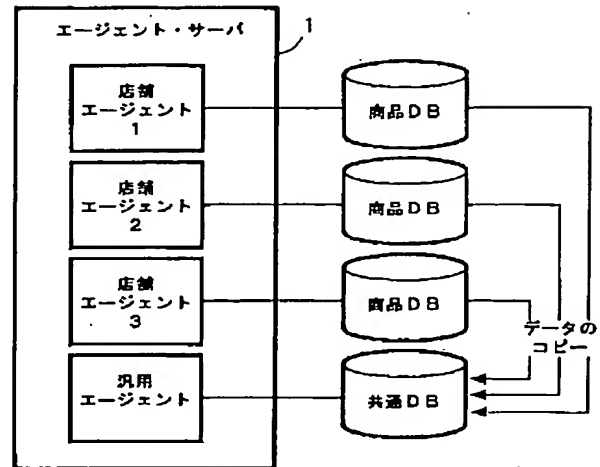 エージェント・サーバ
1
店舗
エージェント
1
商品DB
店舗
エージェント
2
商品DB
店舗
エージェント
3
商品DB
データの
コピー
汎用
エージェント
共通DB